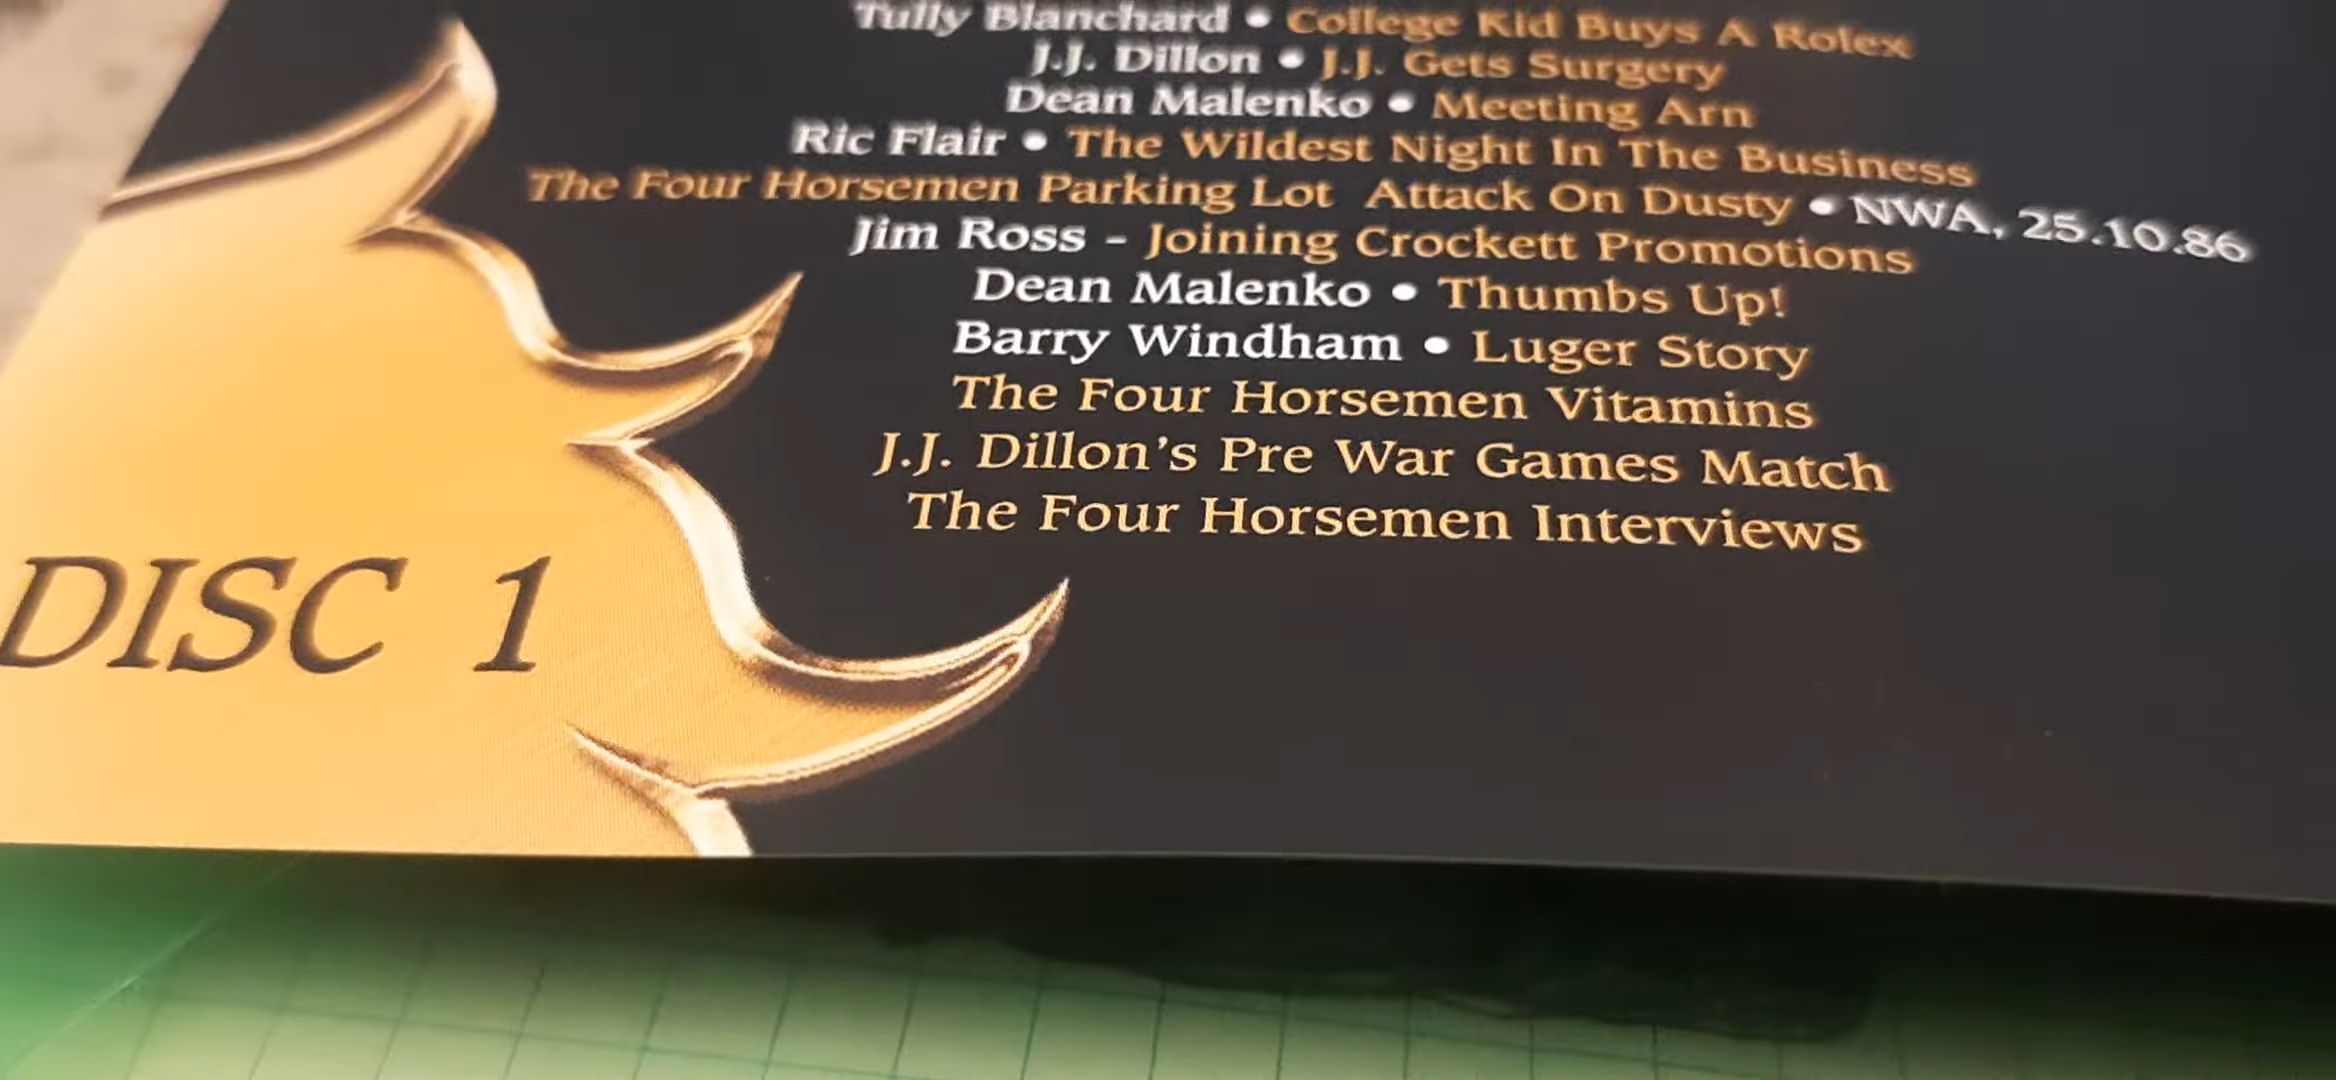 Tully Blanchard • College Kid Buys A Rolex
J.J. Dillon • J.J. Gets Surgery
Dean Malenko • Meeting Arn
Ric Flair • The Wildest Night In The Business
The Four Horsemen Parking Lot Attack On Dusty • NWA, 25.10.86
Jim Ross - Joining Crockett Promotions
Dean Malenko • Thumbs Up!
Barry Windham • Luger Story
The Four Horsemen Vitamins
J.J. Dillon's Pre War Games Match
The Four Horsemen Interviews
DISC 1